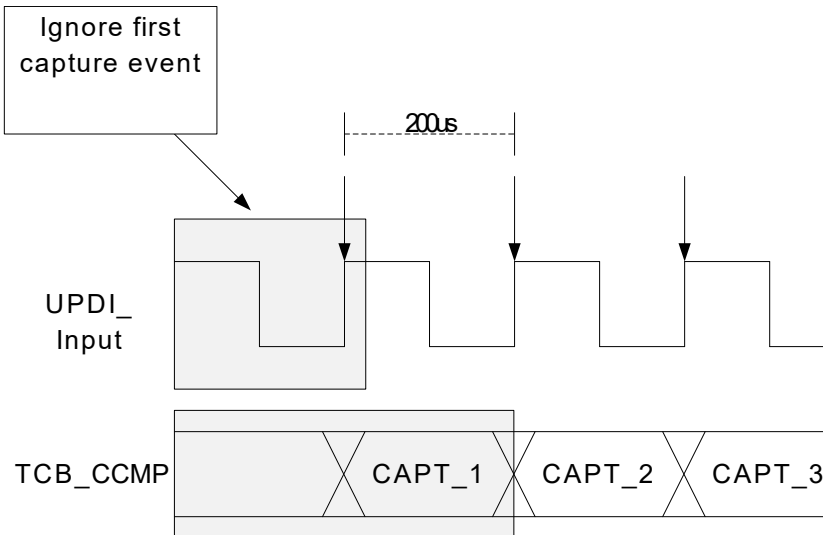 Ignore first
capture event
200us
UPDI_
Input
TCB_CCMP
CAPT_1
CAPT_2
CAPT_3